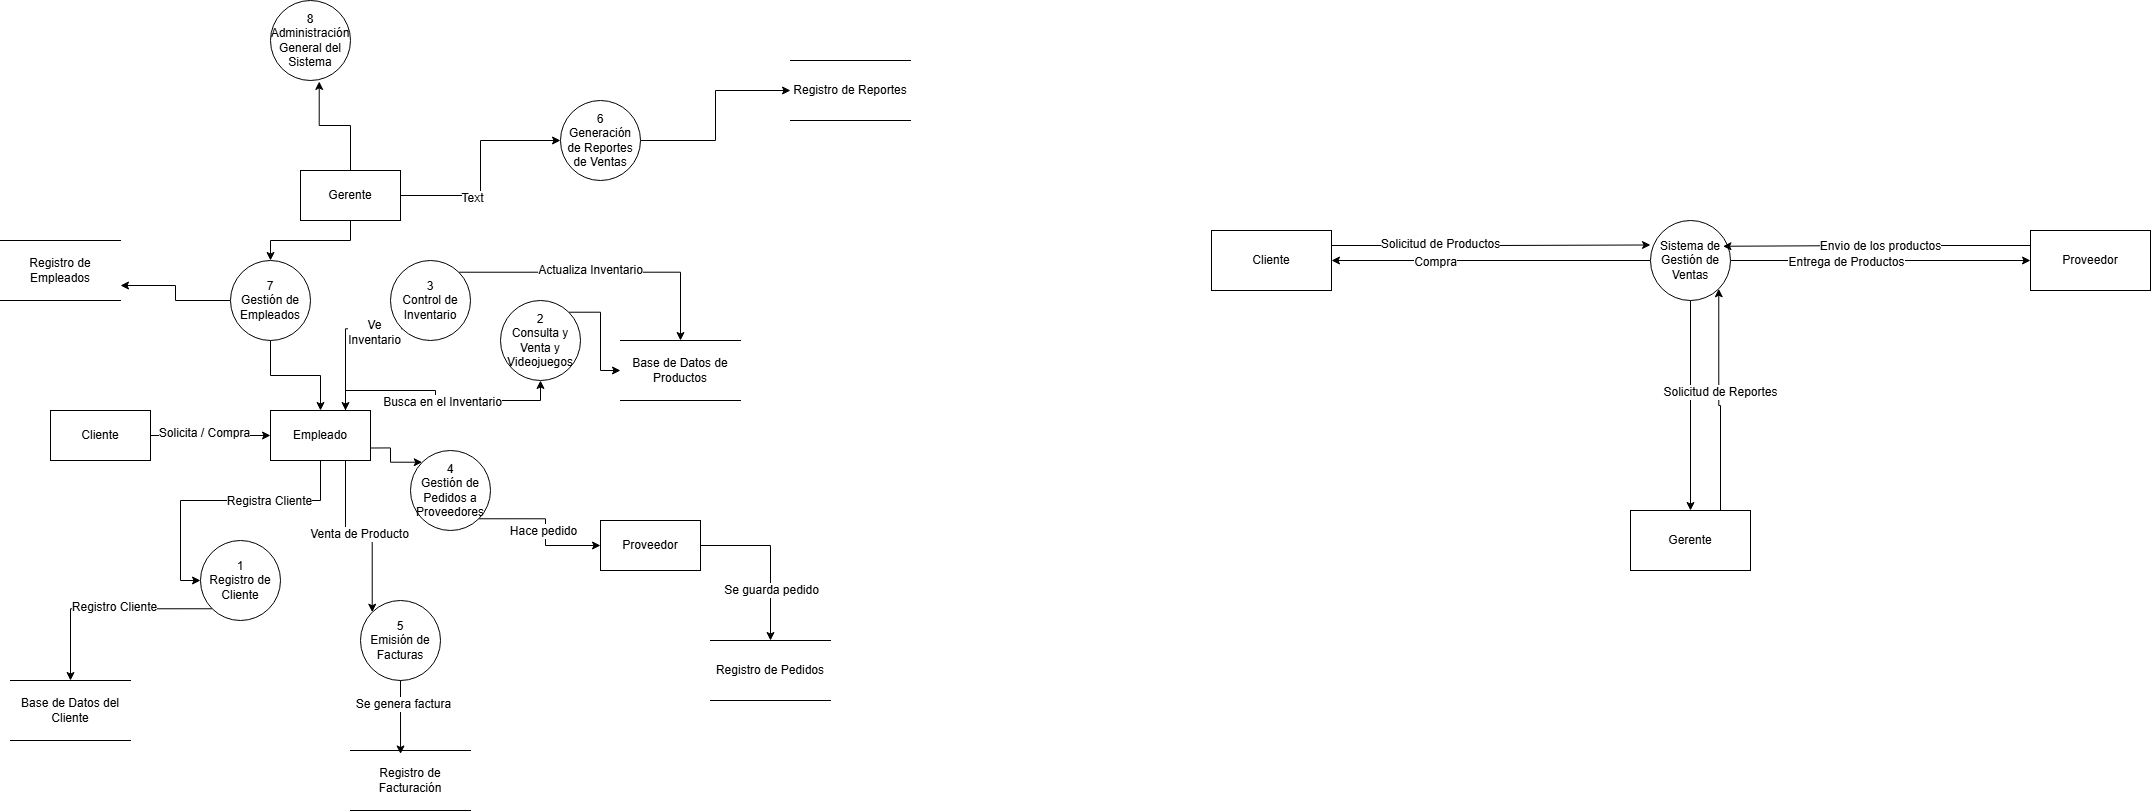 8
Administración
General del
Sistema
Registro de Reportes
6
Generación
de Reportes
de Ventas
Gerente
Text
Registro de
Empleados
7
Gestión de
Empleados
3
Control de
Inventario
Actualiza Inventario
Ve
Inventario
2
Consulta y
Venta y
Videojuegos
Base de Datos de
Productos
Busca en el Inventario
Cliente
Solicita / Compra
Empleado
4
Gestión de
Pedidos a
Proveedores
Registra Cliente
Venta de Producto
Hace pedido
Proveedor
1
Registro de
Cliente
Se guarda pedido
Registro Cliente
5
Emisión de
Facturas
Registro de Pedidos
Base de Datos del
Cliente
Se genera factura
Registro de
Facturación
Cliente
Solicitud de Productos
Compra
Sistema de
Gestión de
Ventas
Envio de los productos
Entrega de Productos
Proveedor
Solicitud de Reportes
Gerente